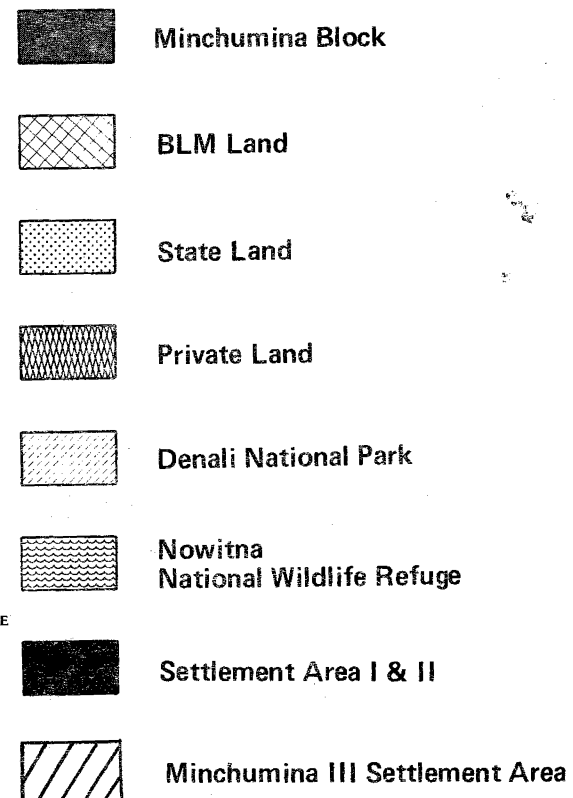 Minchumina Block
BLM Land
State Land
Private Land
Denali National Park
Nowitna
National Wildlife Refuge
E
Settlement Area I & II
Minchumina III Settlement Area